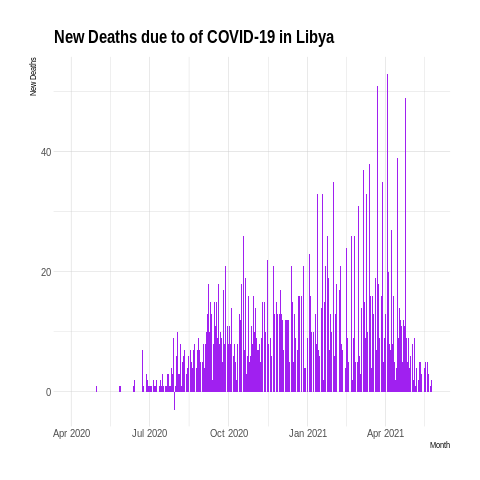 New Deaths due to of COVID-19 in Libya
New Deaths
40
20
0
Apr 2020 Jul 2020 Oct 2020 Jan 2021 Apr 2021
Month